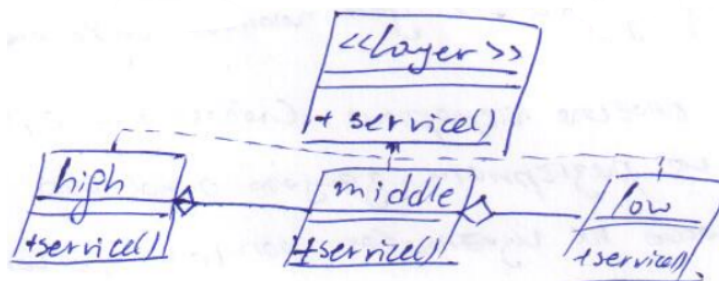 <<layer>>
+ service()
high
+service()
middle
+service()
low
+service()